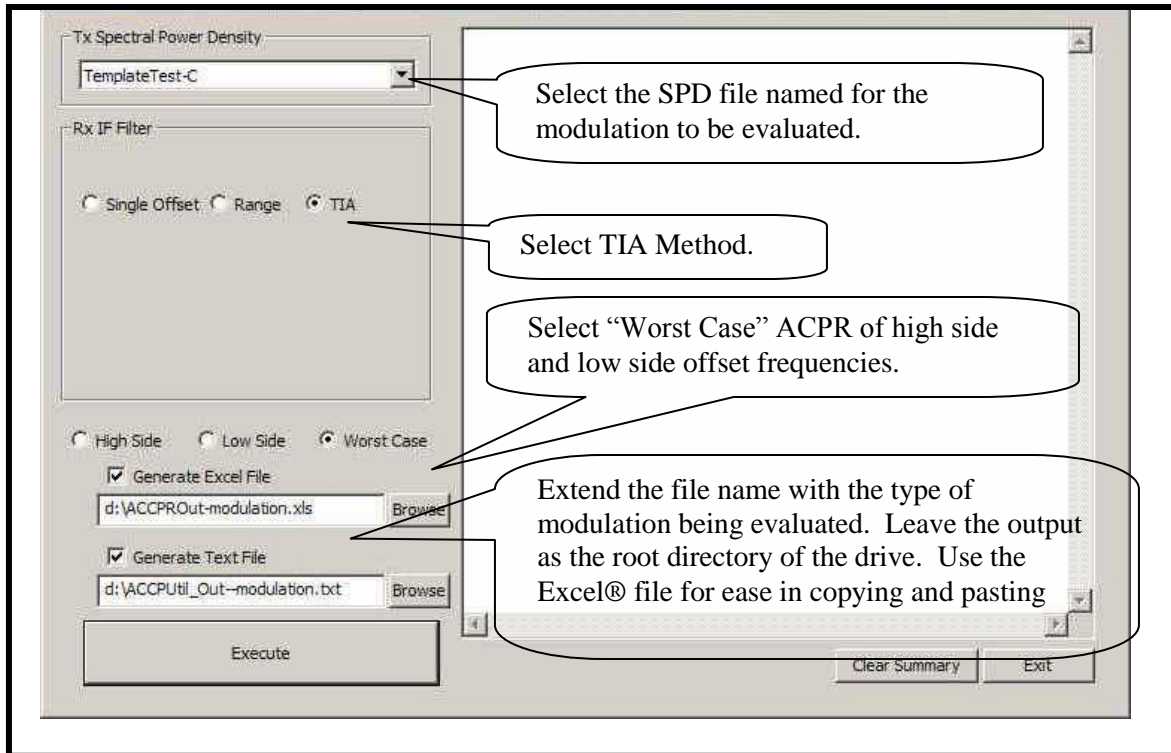 Tx Spectral Power Density
TemplateTest-C
Select the SPD file named for the
modulation to be evaluated.
Rx IF Filter
Single Offset Range TIA
Select TIA Method.
Select “Worst Case” ACPR of high side
and low side offset frequencies.
High Side Low Side Worst Case
Generate Excel File
d:\ACCPROut-modulation.xls Browse
Generate Text File
d:\ACCPUtil_Out--modulation.txt Browse
Extend the file name with the type of
modulation being evaluated. Leave the output
as the root directory of the drive. Use the
Excel® file for ease in copying and pasting
Execute
Clear Summary Exit